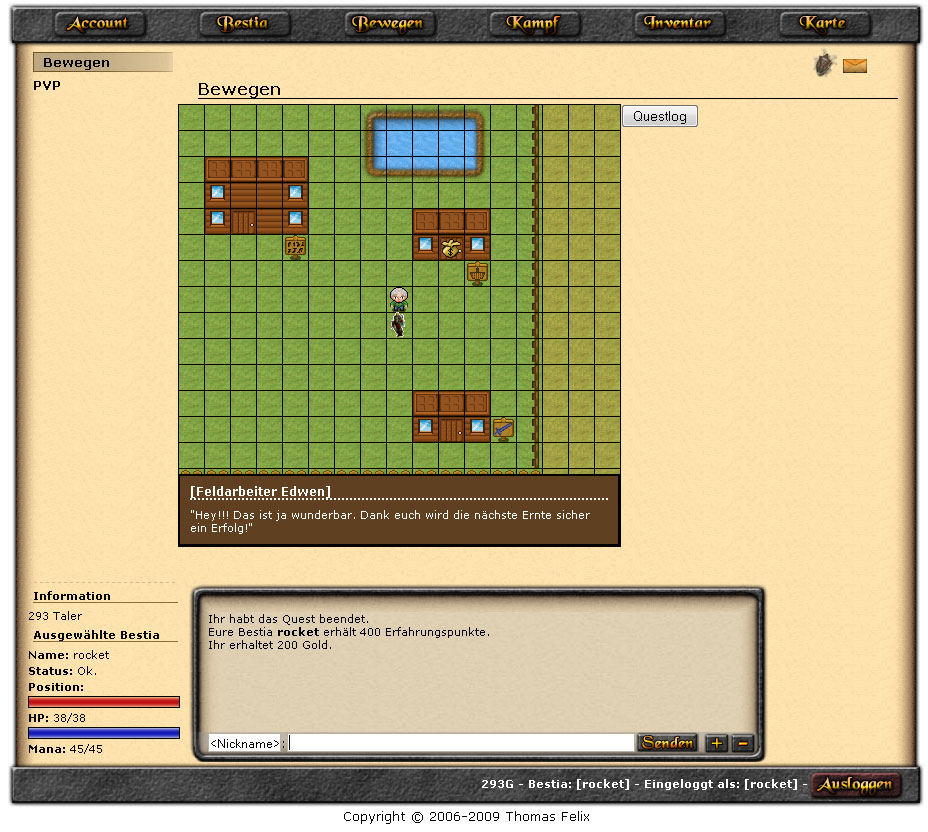 Account Bestia Bewegen Kampf Inventar Karte
Bewegen
PVP
Bewegen
Questlog
[Feldarbeiter Edwen]
"Hey!!! Das ist ja wunderbar. Dank euch wird die nächste Ernte sicher
ein Erfolg!"
Information
293 Taler
Ausgewählte Bestia
Name: rocket
Status: Ok.
Position:
HP: 38/38
Mana: 45/45
Ihr habt das Quest beendet.
Eure Bestia rocket erhält 400 Erfahrungspunkte.
Ihr erhaltet 200 Gold.
<Nickname>:
Senden + -
293G - Bestia: [rocket] - Eingeloggt als: [rocket] - Ausloggen
Copyright © 2006-2009 Thomas Felix